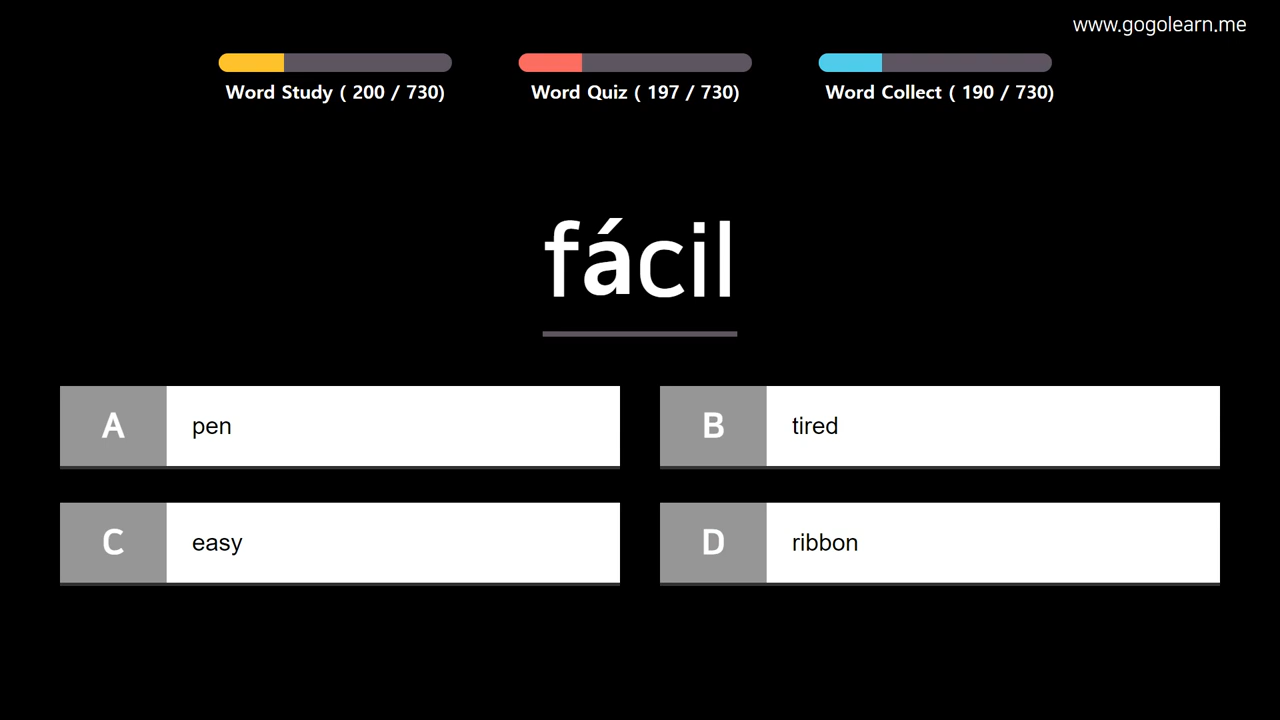 www.gogolearn.me
Word Study ( 200 / 730)
Word Quiz ( 197 / 730)
Word Collect ( 190 / 730)
fácil
A pen
B tired
C easy
D ribbon